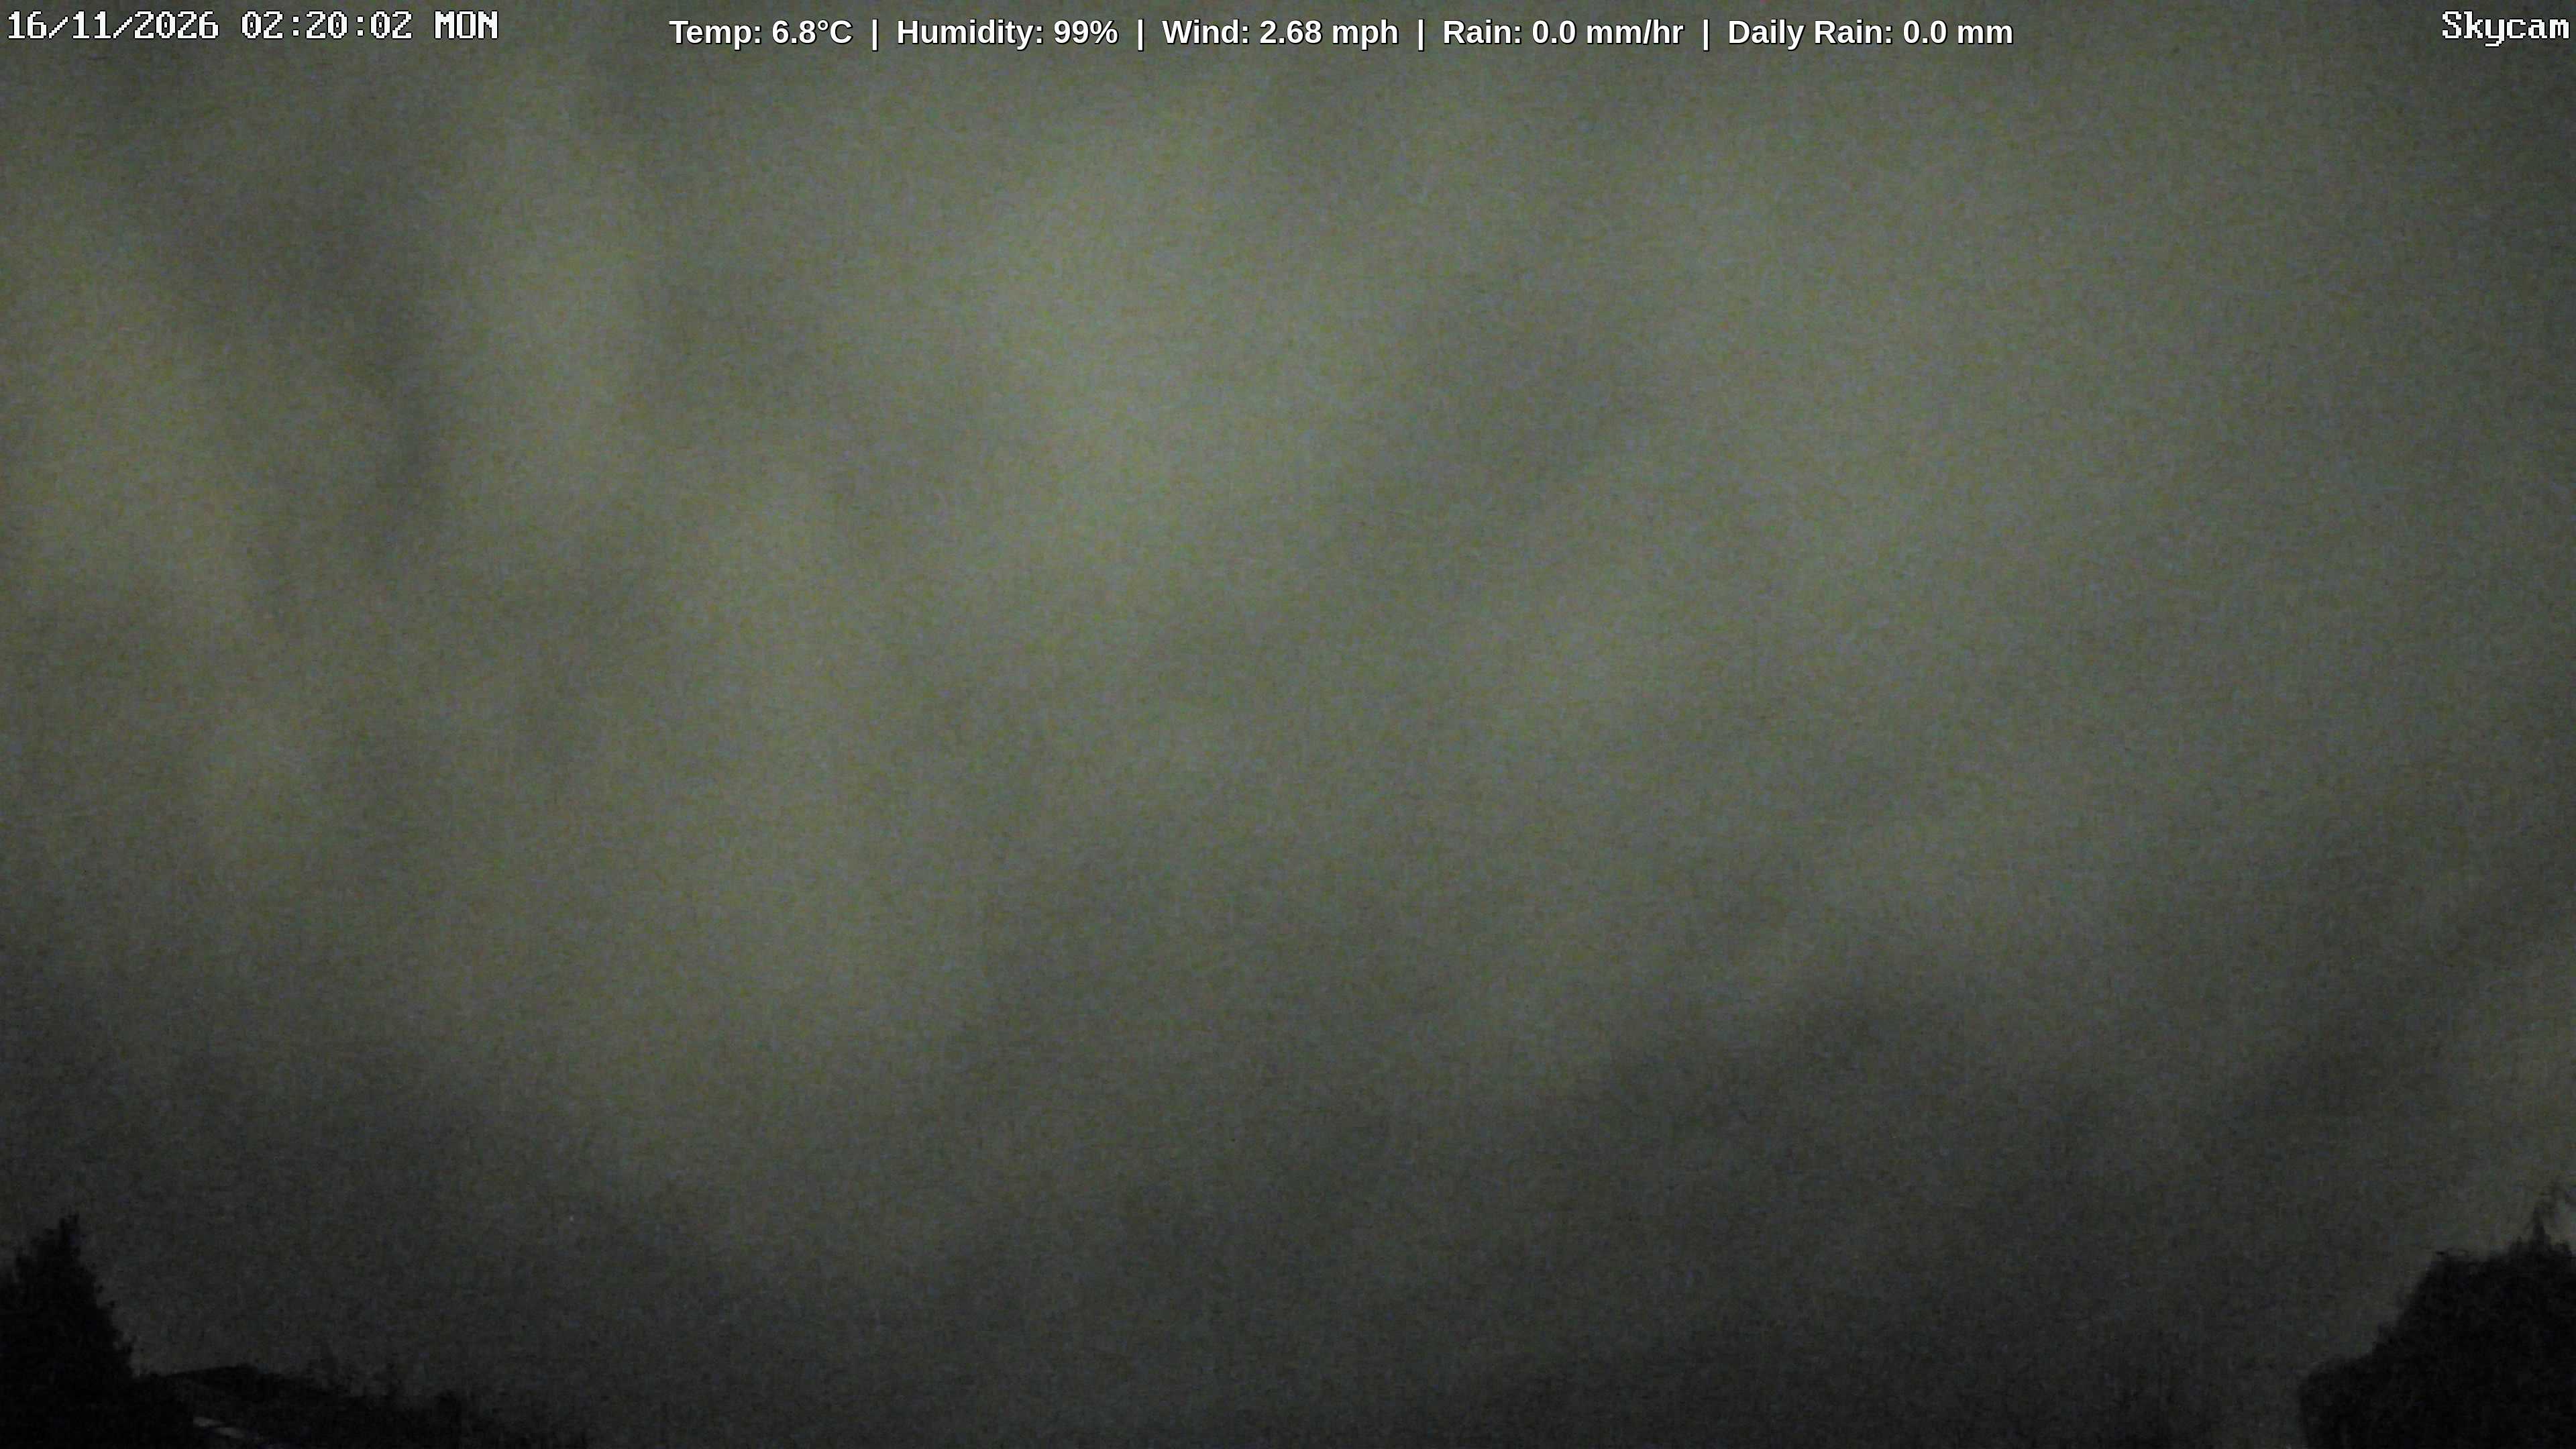 16/11/2026 02:20:02 MON
Temp: 6.8°C | Humidity: 99% | Wind: 2.68 mph | Rain: 0.0 mm/hr | Daily Rain: 0.0 mm
Skycam